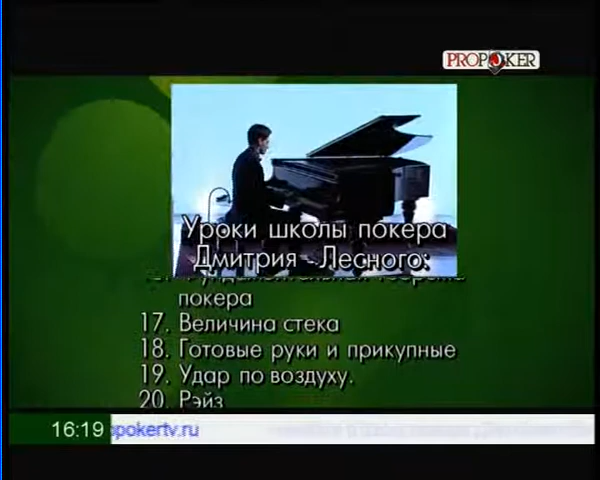 PROPOKER
Уроки школы покера
Дмитрия Лесного:
покера
17. Величина стека
18. Готовые руки и прикупные
19. Удар по воздуху.
20. Рэйз
16:19 opokertv.ru